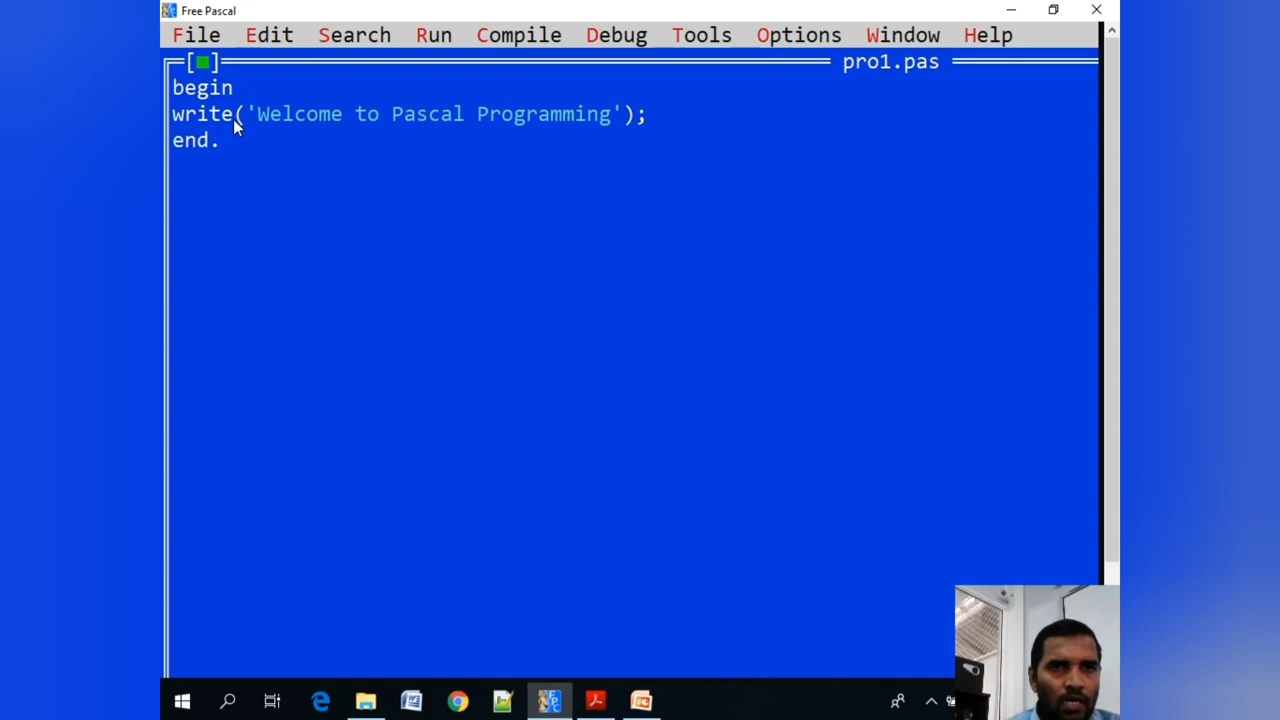 Free Pascal
File Edit Search Run Compile Debug Tools Options Window Help
pro1.pas
begin
write('Welcome to Pascal Programming');
end.